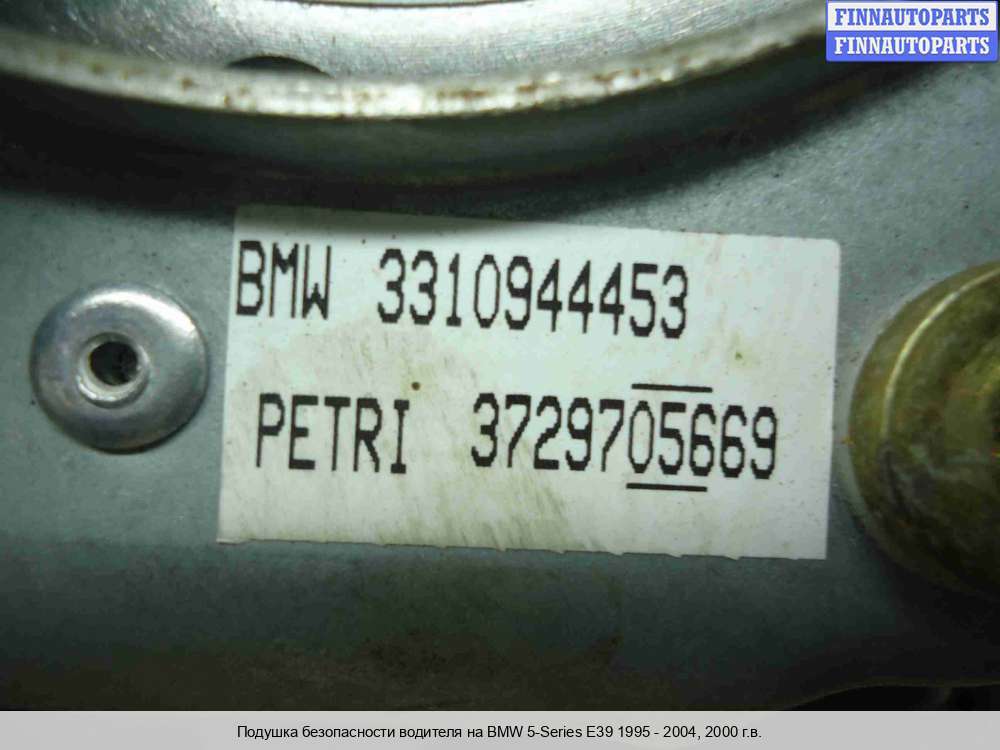 FINNAUTOPARTS
FINNAUTOPARTS
BMW 3310944453
PETRI 3729705669
Подушка безопасности водителя на BMW 5-Series E39 1995 - 2004, 2000 г.в.